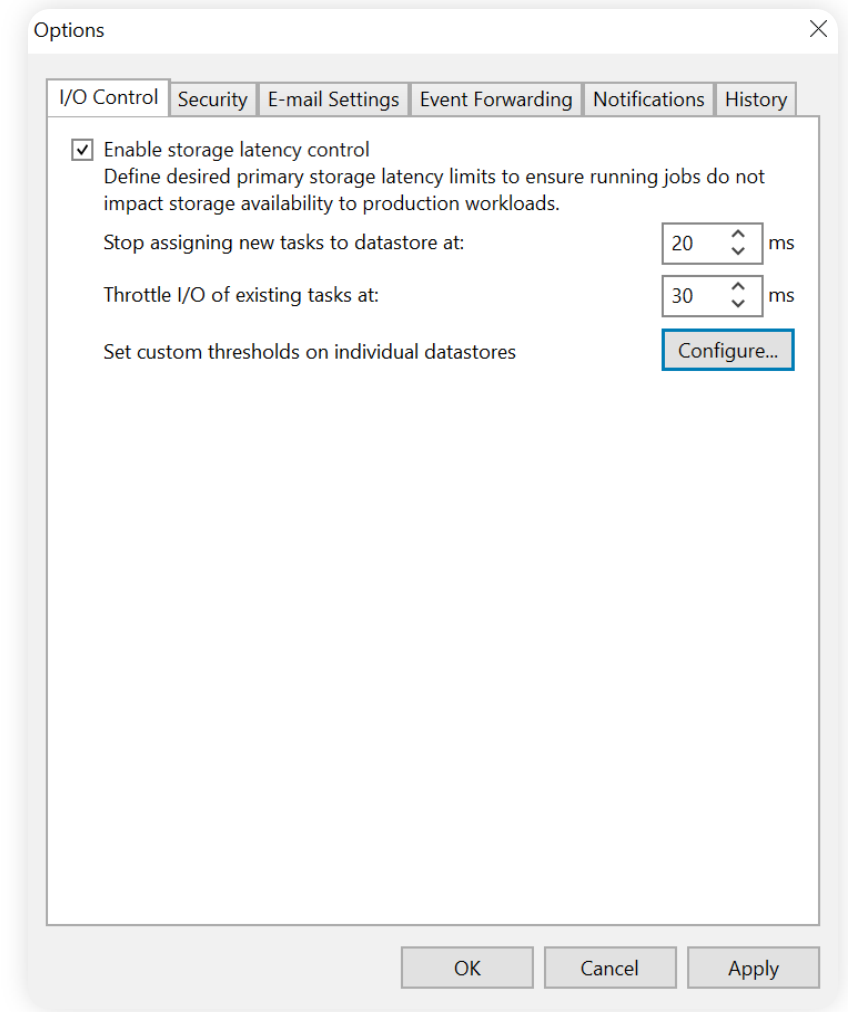 Options
I/O Control Security E-mail Settings Event Forwarding Notifications History
Enable storage latency control
Define desired primary storage latency limits to ensure running jobs do not
impact storage availability to production workloads.
Stop assigning new tasks to datastore at: 20 ms
Throttle I/O of existing tasks at: 30 ms
Set custom thresholds on individual datastores Configure...
OK Cancel Apply